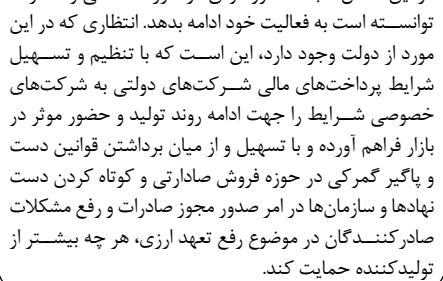 توانسته است به فعالیت خود ادامه بدهد. انتظاری که در این
مورد از دولت وجود دارد، این است که با تنظیم و تسهیل
شرایط پرداخت‌های مالی شرکت‌های دولتی به شرکت‌های
خصوصی شرایط را جهت ادامه روند تولید و حضور موثر در
بازار فراهم آورده و با تسهیل و از میان برداشتن قوانین دست
و پاگیر گمرکی در حوزه فروش صادارتی و کوتاه کردن دست
نهادها و سازمان‌ها در امر صدور مجوز صادرات و رفع مشکلات
صادرکنندگان در موضوع رفع تعهد ارزی، هر چه بیشتر از
تولیدکننده حمایت کند.